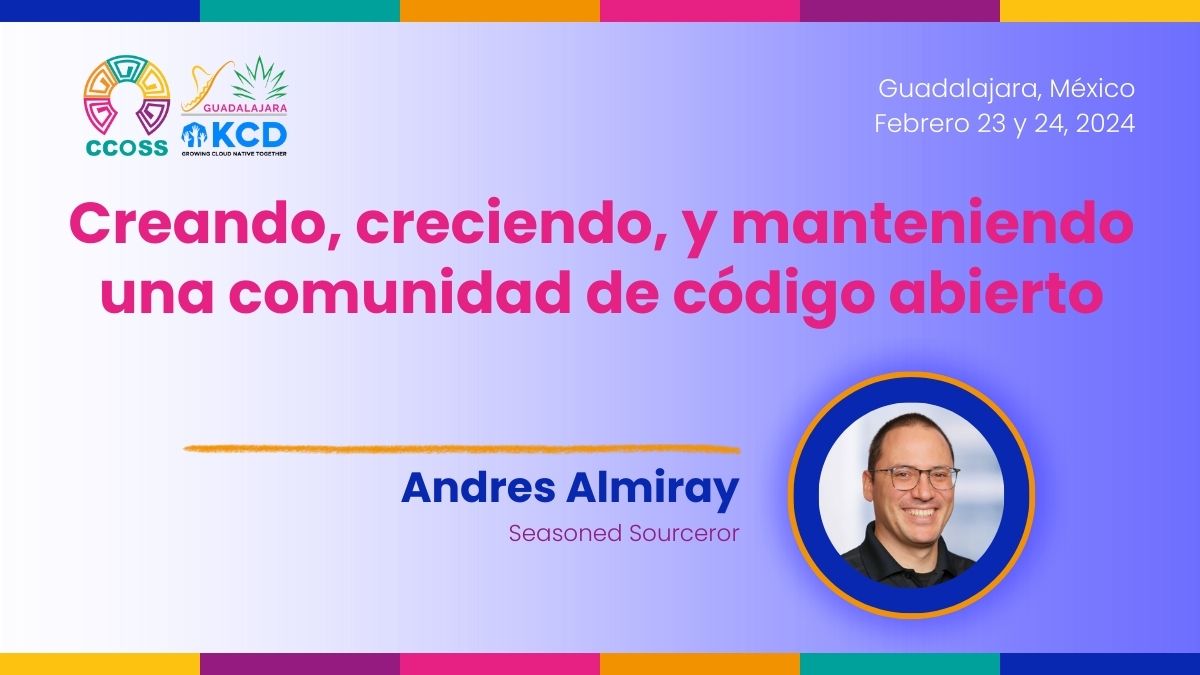 CCOSS
GUADALAJARA
KCD
GROWING CLOUD NATIVE TOGETHER
Guadalajara, México
Febrero 23 y 24, 2024
Creando, creciendo, y manteniendo
una comunidad de código abierto
Andres Almiray
Seasoned Sourceror